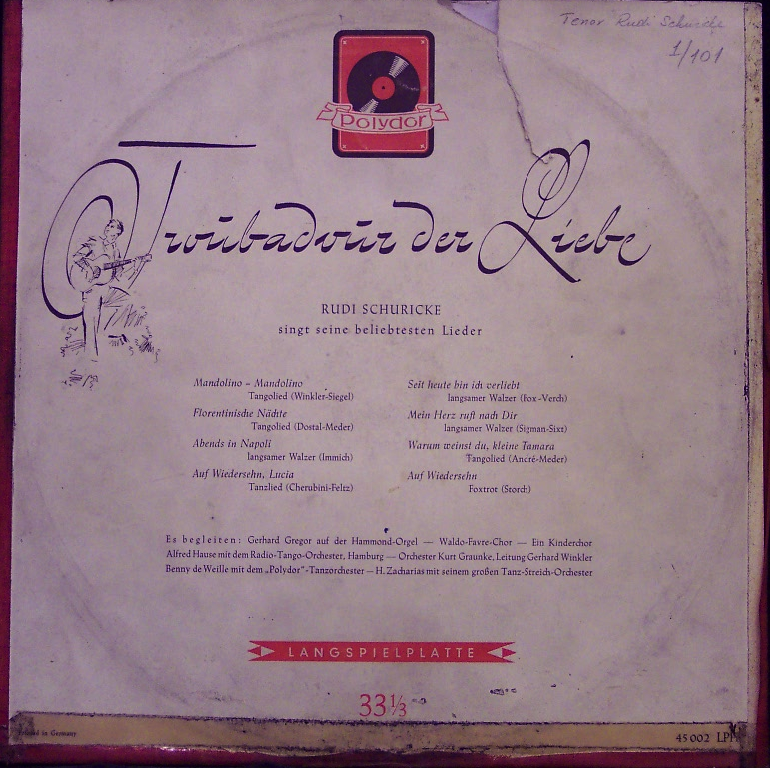 Tenor Rudi Schuricke
1/101
Polydor
Troubadour der Liebe
RUDI SCHURICKE
singt seine beliebtesten Lieder
Mandolino – Mandolino
Tangolied (Winkler-Siegel)
Florentinische Nächte
Tangolied (Dostal-Meder)
Abends in Napoli
langsamer Walzer (Immich)
Auf Wiedersehn, Lucia
Tanzlied (Cherubini-Feltz)
Seit heute bin ich verliebt
langsamer Walzer (Fox-Verch)
Mein Herz ruft nach Dir
langsamer Walzer (Sigman-Sixt)
Warum weinst du, kleine Tamara
Tangolied (Ancré-Meder)
Auf Wiedersehn
Foxtrot (Storch)
Es begleiten: Gerhard Gregor auf der Hammond-Orgel — Waldo-Favre-Chor — Ein Kinderchor
Alfred Hause mit dem Radio-Tango-Orchester, Hamburg — Orchester Kurt Graunke, Leitung Gerhard Winkler
Benny de Weille mit dem „Polydor“-Tanzorchester — H. Zacharias mit seinem großen Tanz-Streich-Orchester
LANGSPIELPLATTE
33⅓
Printed in Germany
45 002 LPH